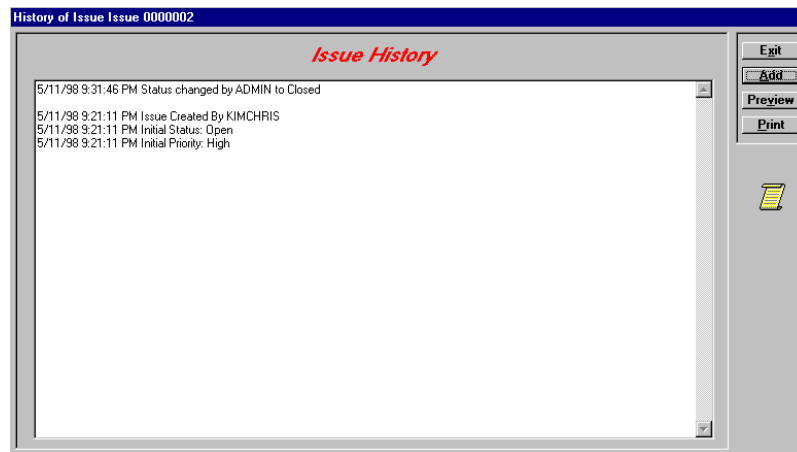 History of Issue Issue 0000002
Issue History
5/11/98 9:31:46 PM Status changed by ADMIN to Closed
5/11/98 9:21:11 PM Issue Created By KIMCHRIS
5/11/98 9:21:11 PM Initial Status: Open
5/11/98 9:21:11 PM Initial Priority: High
Exit
Add
Preview
Print